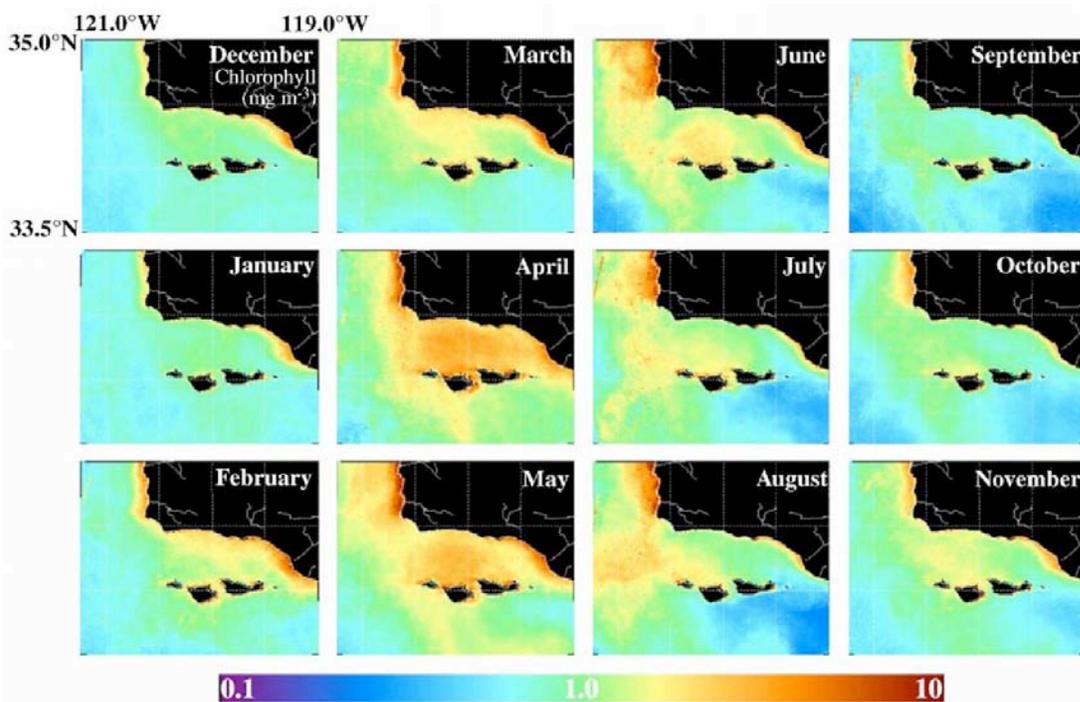 121.0°W 119.0°W
35.0°N
December
Chlorophyll
(mg m⁻³)
March
June
September
33.5°N
January
April
July
October
February
May
August
November
0.1 1.0 10